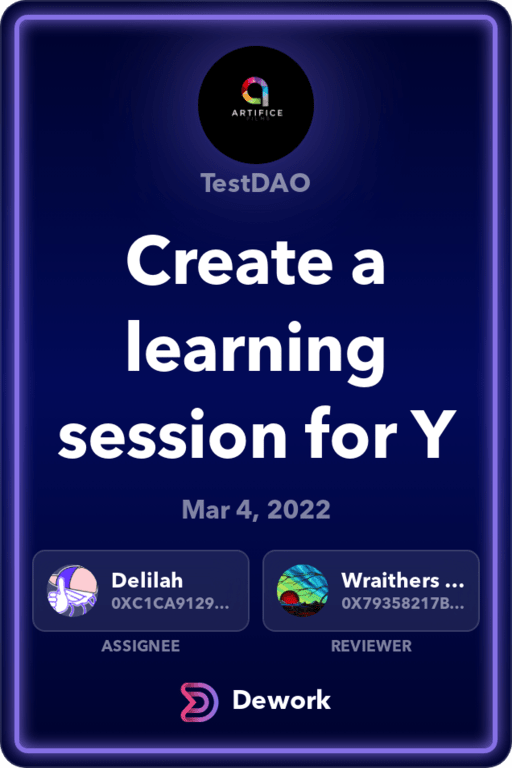 ARTIFICE
TestDAO
Create a
learning
session for Y
Mar 4, 2022
Delilah
0XC1CA9129...
Wraithers ...
0X79358217B...
ASSIGNEE
REVIEWER
Dework